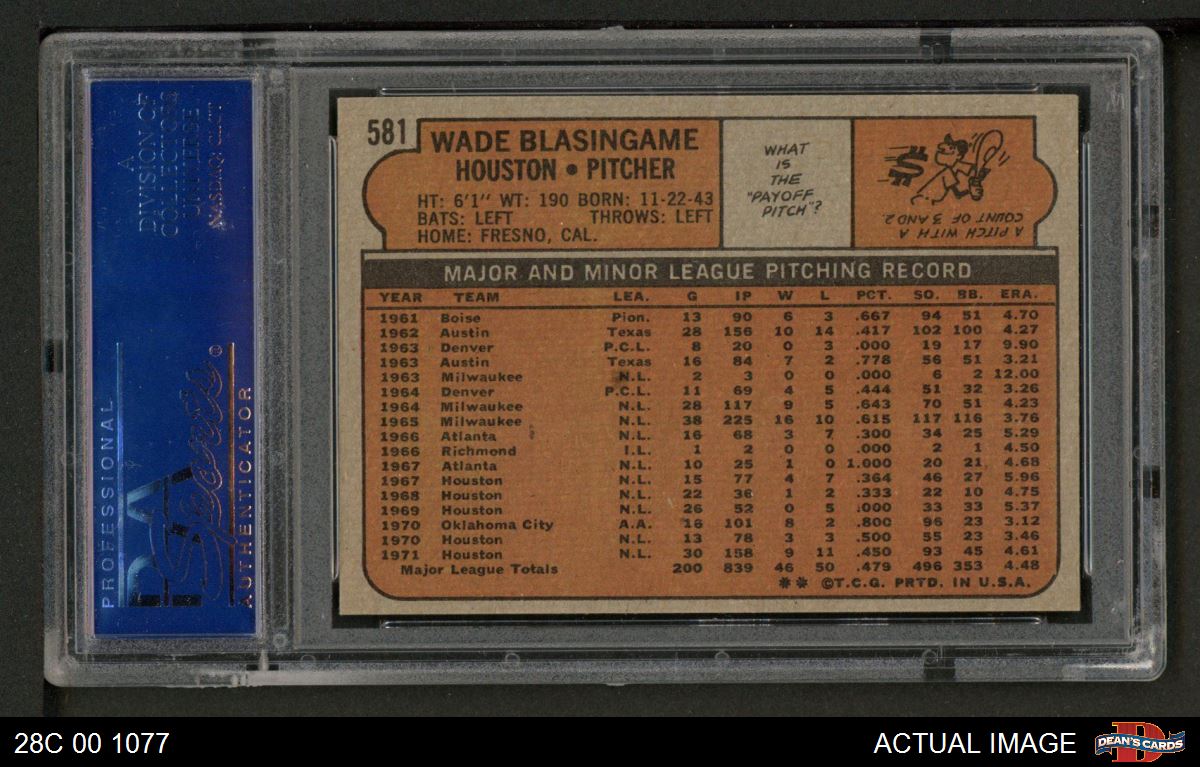 A
DIVISION OF
COLLECTORS
UNIVERSE
NASDAQ: CLCT
PROFESSIONAL
PSA
Sports®
AUTHENTICATOR
581
WADE BLASINGAME
HOUSTON • PITCHER
HT: 6'1" WT: 190 BORN: 11-22-43
BATS: LEFT THROWS: LEFT
HOME: FRESNO, CAL.
WHAT
IS
THE
"PAYOFF
PITCH"?
$
A PITCH WITH A
COUNT OF 3 AND 2.
MAJOR AND MINOR LEAGUE PITCHING RECORD
YEAR TEAM LEA. G IP W L PCT. SO. BB. ERA.
1961 Boise Pion. 13 90 6 3 .667 94 51 4.70
1962 Austin Texas 28 156 10 14 .417 102 100 4.27
1963 Denver P.C.L. 8 20 0 3 .000 19 17 9.90
1963 Austin Texas 16 84 7 2 .778 56 51 3.21
1963 Milwaukee N.L. 2 3 0 0 .000 6 2 12.00
1964 Denver P.C.L. 11 69 4 5 .444 51 32 3.26
1964 Milwaukee N.L. 28 117 9 5 .643 70 51 4.23
1965 Milwaukee N.L. 38 225 16 10 .615 117 116 3.76
1966 Atlanta N.L. 16 68 3 7 .300 34 25 5.29
1966 Richmond I.L. 1 2 0 0 .000 2 1 4.50
1967 Atlanta N.L. 10 25 1 0 1.000 20 21 4.68
1967 Houston N.L. 15 77 4 7 .364 46 27 5.96
1968 Houston N.L. 22 36 1 2 .333 22 10 4.75
1969 Houston N.L. 26 52 0 5 .000 33 33 5.37
1970 Oklahoma City A.A. 16 101 8 2 .800 96 23 3.12
1970 Houston N.L. 13 78 3 3 .500 55 23 3.46
1971 Houston N.L. 30 158 9 11 .450 93 45 4.61
Major League Totals 200 839 46 50 .479 496 353 4.48
** ©T.C.G. PRTD. IN U.S.A.
28C 00 1077
ACTUAL IMAGE
D
DEAN'S CARDS